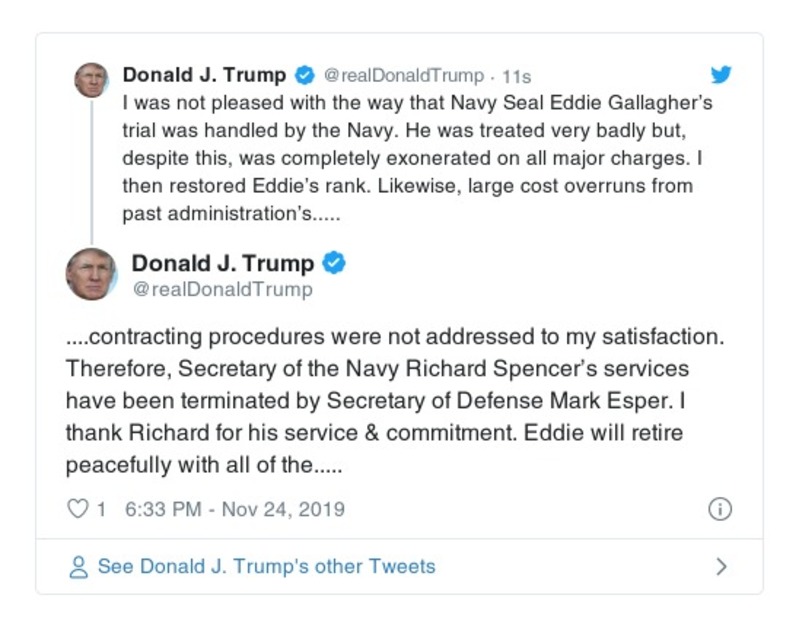 Donald J. Trump @realDonaldTrump · 11s
I was not pleased with the way that Navy Seal Eddie Gallagher’s
trial was handled by the Navy. He was treated very badly but,
despite this, was completely exonerated on all major charges. I
then restored Eddie’s rank. Likewise, large cost overruns from
past administration’s.....
Donald J. Trump
@realDonaldTrump
....contracting procedures were not addressed to my satisfaction.
Therefore, Secretary of the Navy Richard Spencer’s services
have been terminated by Secretary of Defense Mark Esper. I
thank Richard for his service & commitment. Eddie will retire
peacefully with all of the.....
1 6:33 PM - Nov 24, 2019
See Donald J. Trump's other Tweets